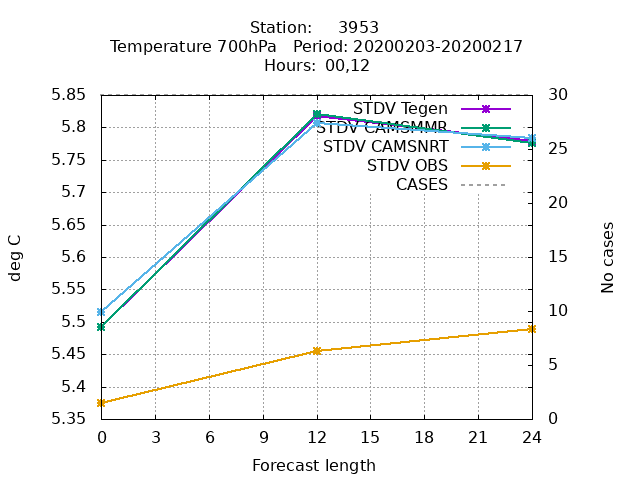 Station: 3953
Temperature 700hPa Period: 20200203-20200217
Hours: 00,12
5.85
5.8
5.75
5.7
5.65
5.6
5.55
5.5
5.45
5.4
5.35
deg C
STDV Tegen
STDV CAMSMMR
STDV CAMSNRT
STDV OBS
CASES
30
25
20
15
10
5
0
No cases
0 3 6 9 12 15 18 21 24
Forecast length